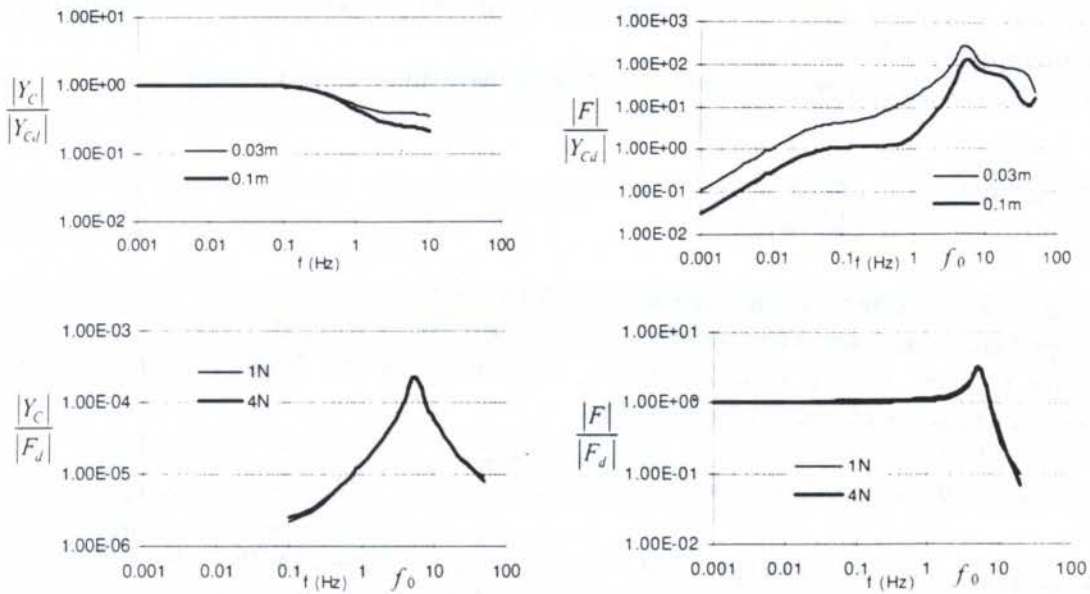 1.00E+01
1.00E+00
1.00E-01
1.00E-02
|Y_C|
|Y_Cd|
0.03m
0.1m
0.001 0.01 0.1 1 10 100
f (Hz)
1.00E+03
1.00E+02
1.00E+01
1.00E+00
1.00E-01
1.00E-02
|F|
|Y_Cd|
0.03m
0.1m
0.001 0.01 0.1 f (Hz) 1 f_0 10 100
1.00E-03
1.00E-04
1.00E-05
1.00E-06
|Y_C|
|F_d|
1N
4N
0.001 0.01 0.1 1 10 100
f (Hz) f_0
1.00E+01
1.00E+00
1.00E-01
1.00E-02
|F|
|F_d|
1N
4N
0.001 0.01 0.1 1 10 100
f (Hz) f_0